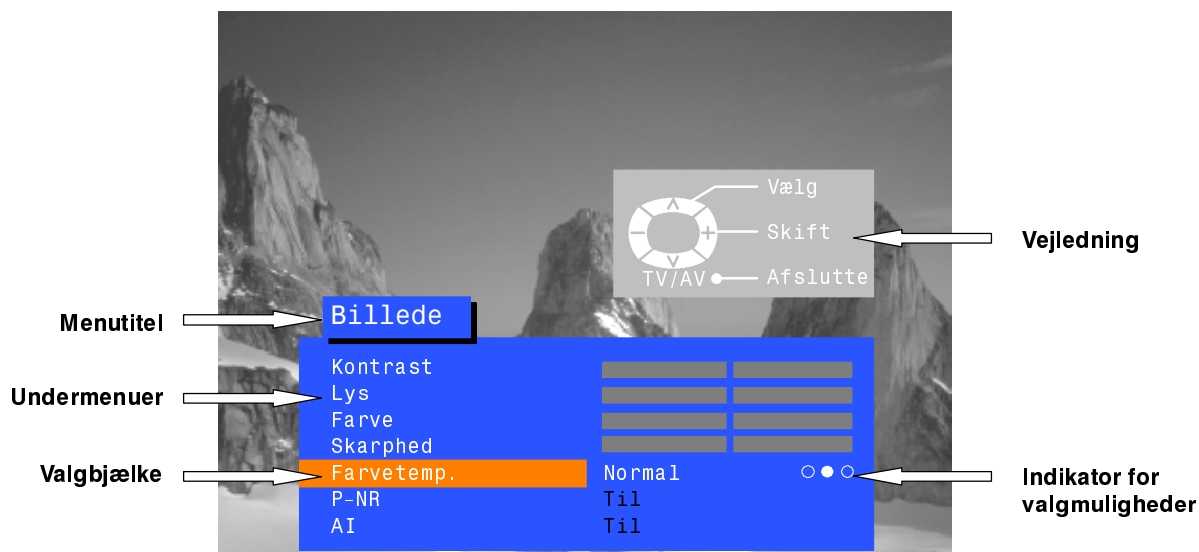 Vælg
Skift
TV/AV Afslutte
Vejledning
Menutitel
Billede
Undermenuer
Kontrast
Lys
Farve
Skarphed
Valgbjælke
Farvetemp. Normal
Indikator for
valgmuligheder
P-NR Til
AI Til